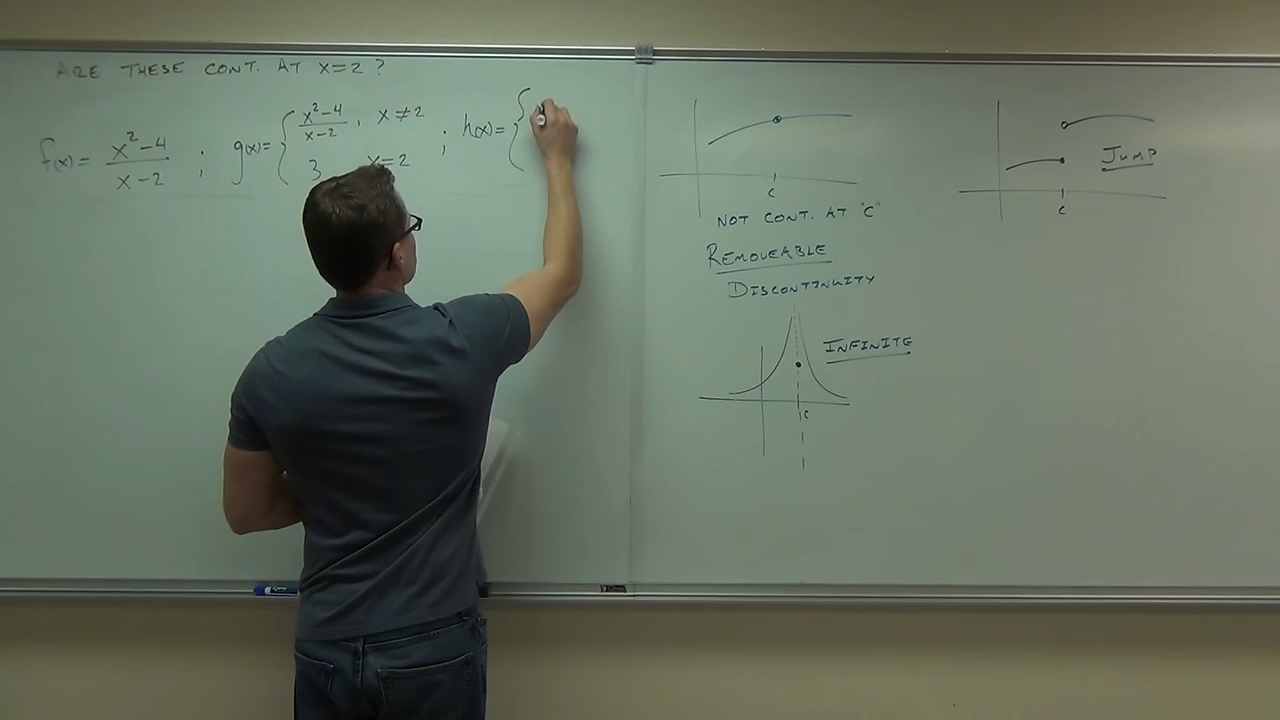 ARE THESE CONT. AT X=2?
f(x) = x²-4 / x-2 ; g(x) = { x²-4 / x-2 , x≠2 ; h(x) = {
3 x=2
C
NOT CONT. AT "C"
REMOVEABLE
DISCONTINUITY
INFINITE
C
JUMP
C